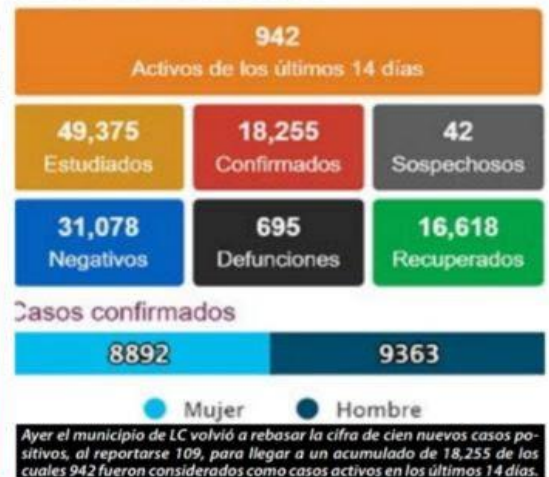 942
Activos de los últimos 14 días
49,375
Estudiados
18,255
Confirmados
42
Sospechosos
31,078
Negativos
695
Defunciones
16,618
Recuperados
Casos confirmados
8892 9363
Mujer Hombre
Ayer el municipio de LC volvió a rebasar la cifra de cien nuevos casos po-
sitivos, al reportarse 109, para llegar a un acumulado de 18,255 de los
cuales 942 fueron considerados como casos activos en los últimos 14 días.